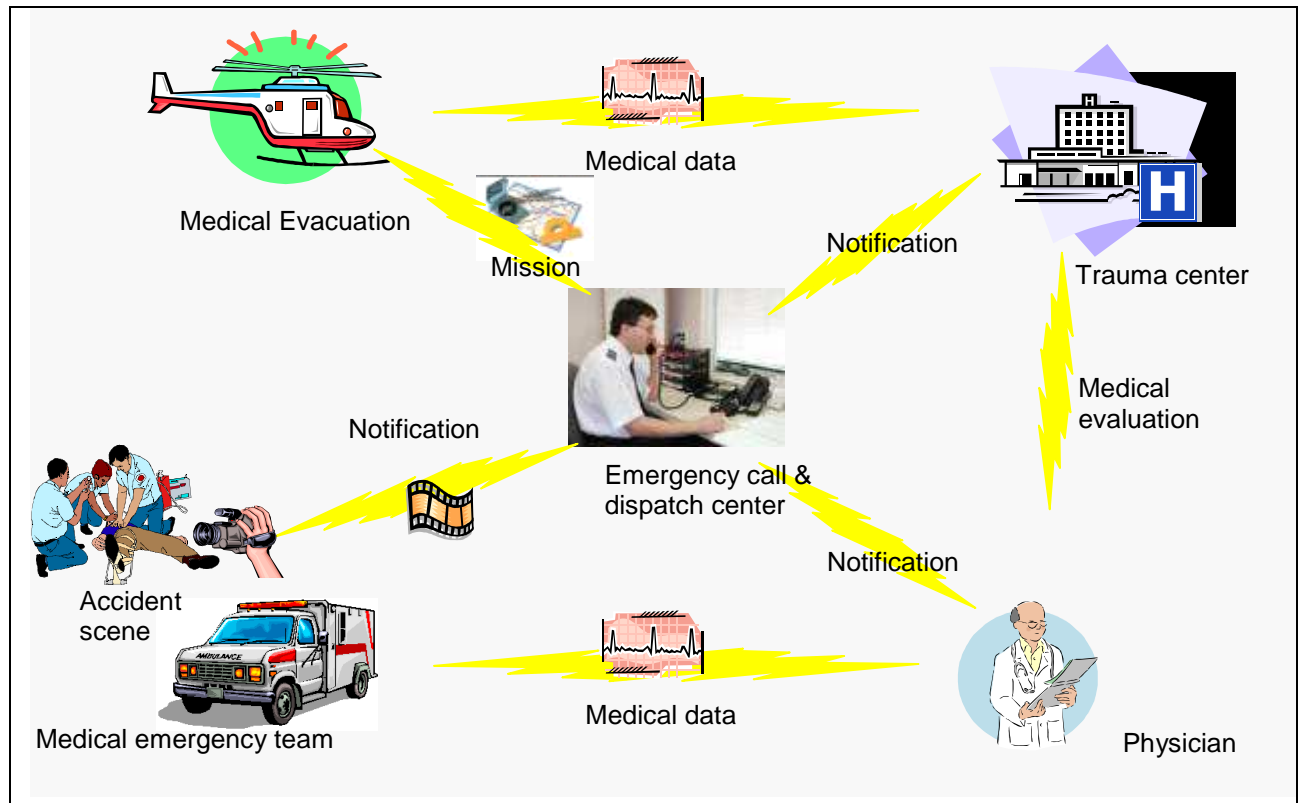 Medical data
Medical Evacuation
Mission
Notification
H
H
Trauma center
Medical
evaluation
Notification
Emergency call &
dispatch center
Notification
Accident
scene
AMBULANCE
Medical emergency team
Medical data
Physician